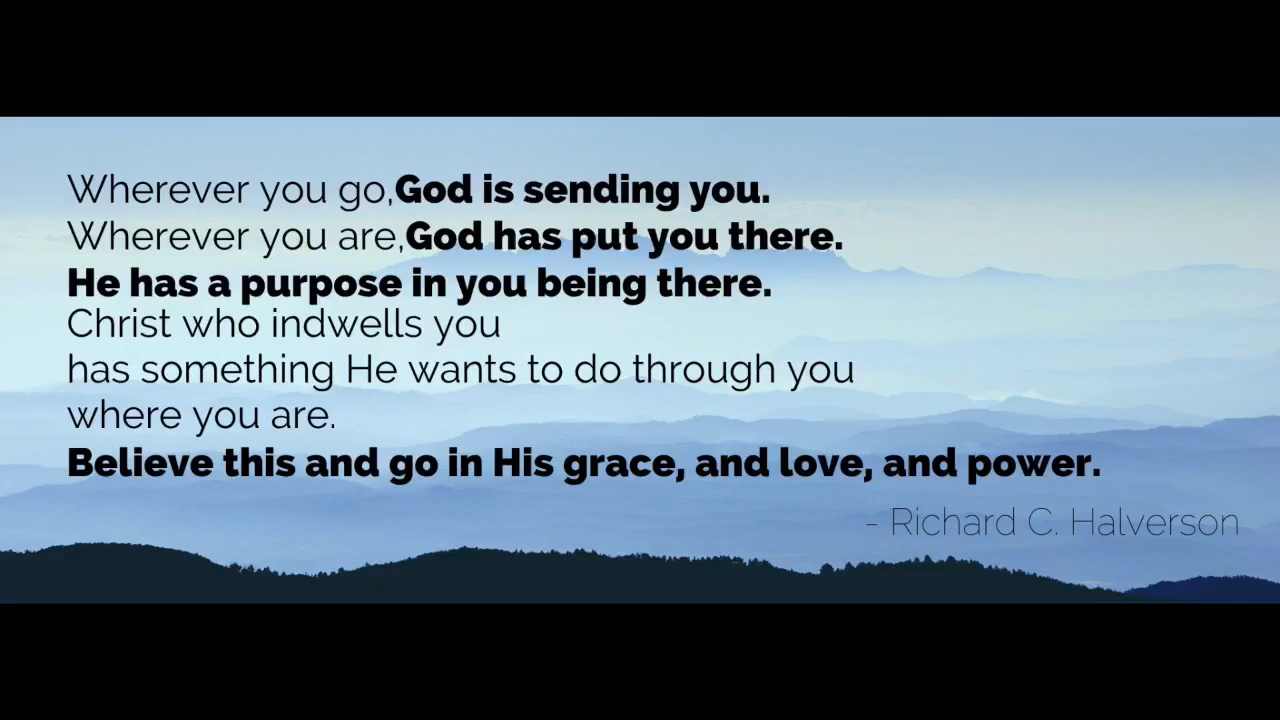 Wherever you go,God is sending you.
Wherever you are,God has put you there.
He has a purpose in you being there.
Christ who indwells you
has something He wants to do through you
where you are.
Believe this and go in His grace, and love, and power.
- Richard C. Halverson